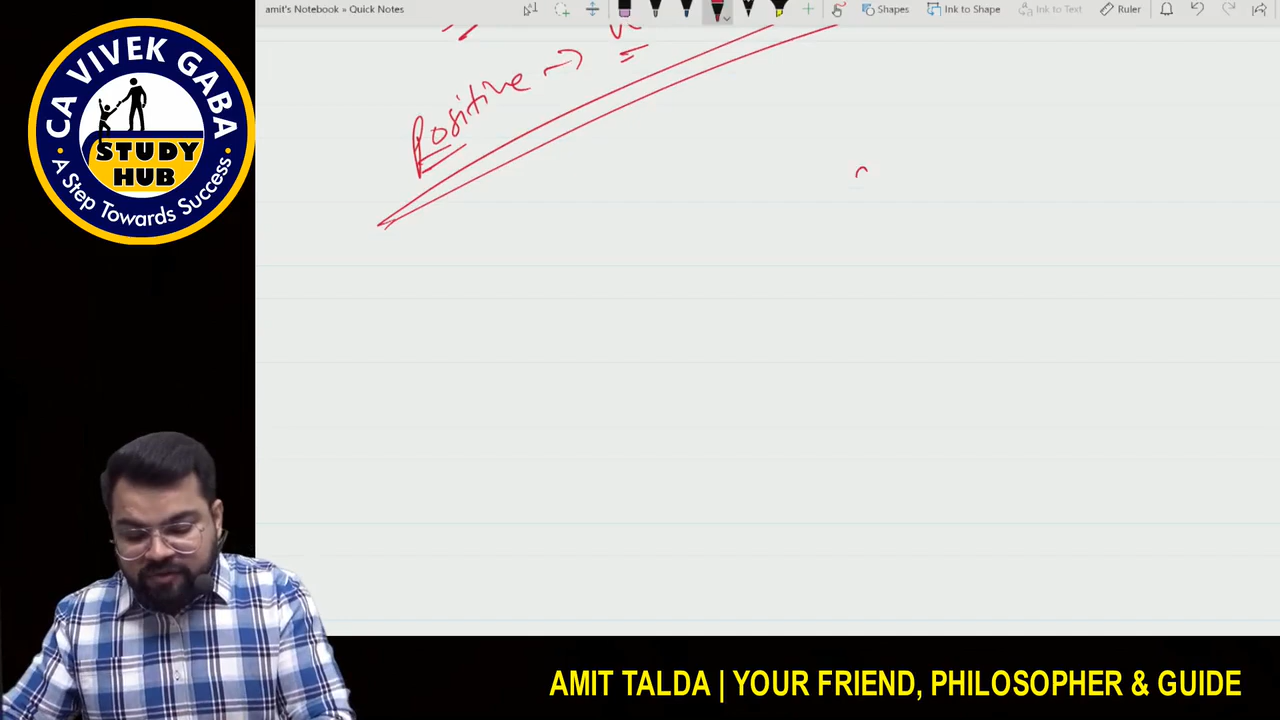 amit's Notebook » Quick Notes
Shapes
Ink to Shape
Ink to Text
Ruler
CA VIVEK GABA
STUDY
HUB
A Step Towards Success
Positive →
AMIT TALDA | YOUR FRIEND, PHILOSOPHER & GUIDE